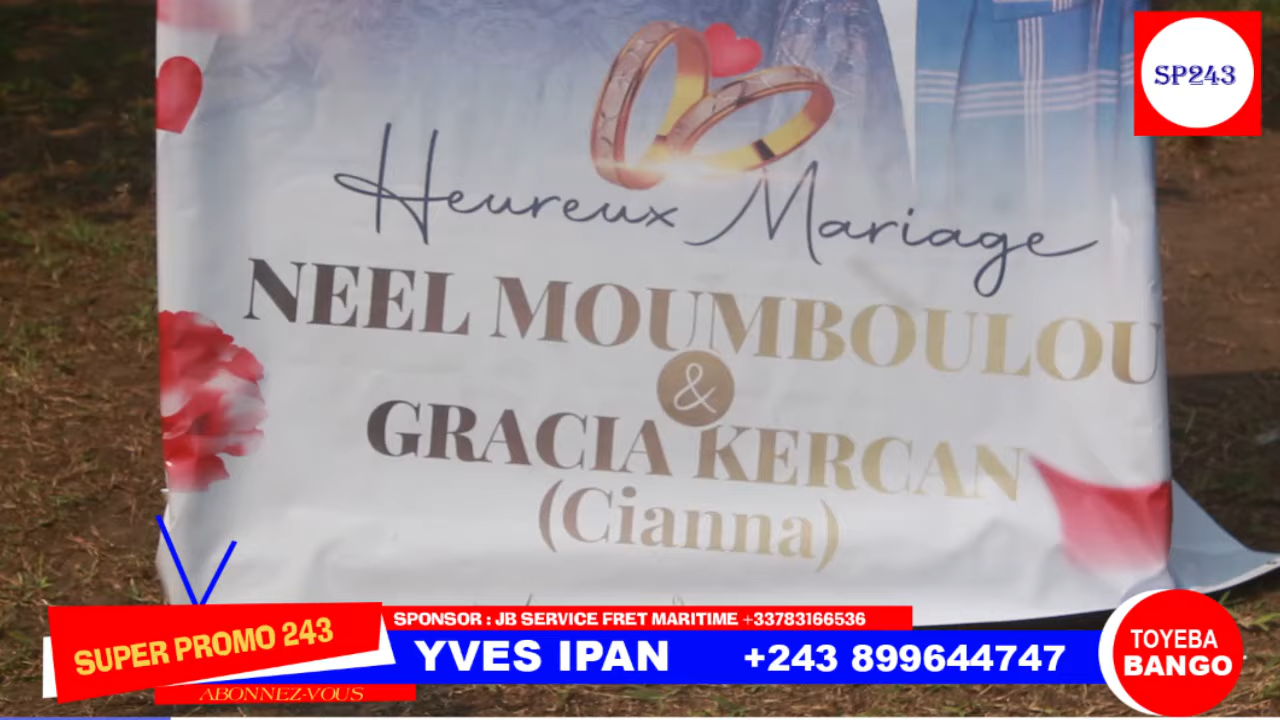 SP243
Heureux Mariage
NEEL MOUMBOULOU
&
GRACIA KERCAN
(Cianna)
SPONSOR : JB SERVICE FRET MARITIME +33783166536
SUPER PROMO 243
YVES IPAN +243 899644747
TOYEBA
BANGO
ABONNEZ-VOUS